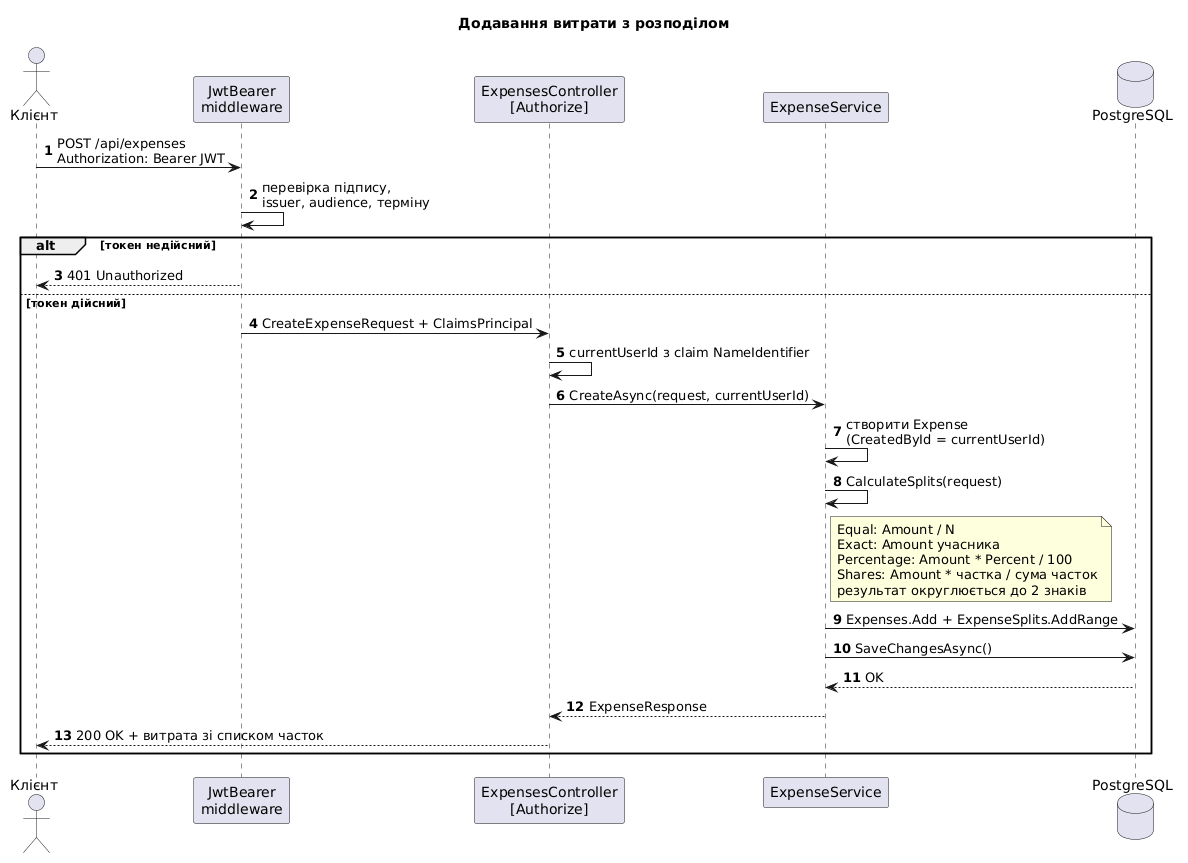 Додавання витрати з розподілом
Клієнт
JwtBearer
middleware
ExpensesController
[Authorize]
ExpenseService
PostgreSQL
1 POST /api/expenses
Authorization: Bearer JWT
2 перевірка підпису,
issuer, audience, терміну
alt [токен недійсний]
3 401 Unauthorized
[токен дійсний]
4 CreateExpenseRequest + ClaimsPrincipal
5 currentUserId з claim NameIdentifier
6 CreateAsync(request, currentUserId)
7 створити Expense
(CreatedById = currentUserId)
8 CalculateSplits(request)
Equal: Amount / N
Exact: Amount учасника
Percentage: Amount * Percent / 100
Shares: Amount * частка / сума часток
результат округлюється до 2 знаків
9 Expenses.Add + ExpenseSplits.AddRange
10 SaveChangesAsync()
11 OK
12 ExpenseResponse
13 200 OK + витрата зі списком часток
Клієнт
JwtBearer
middleware
ExpensesController
[Authorize]
ExpenseService
PostgreSQL